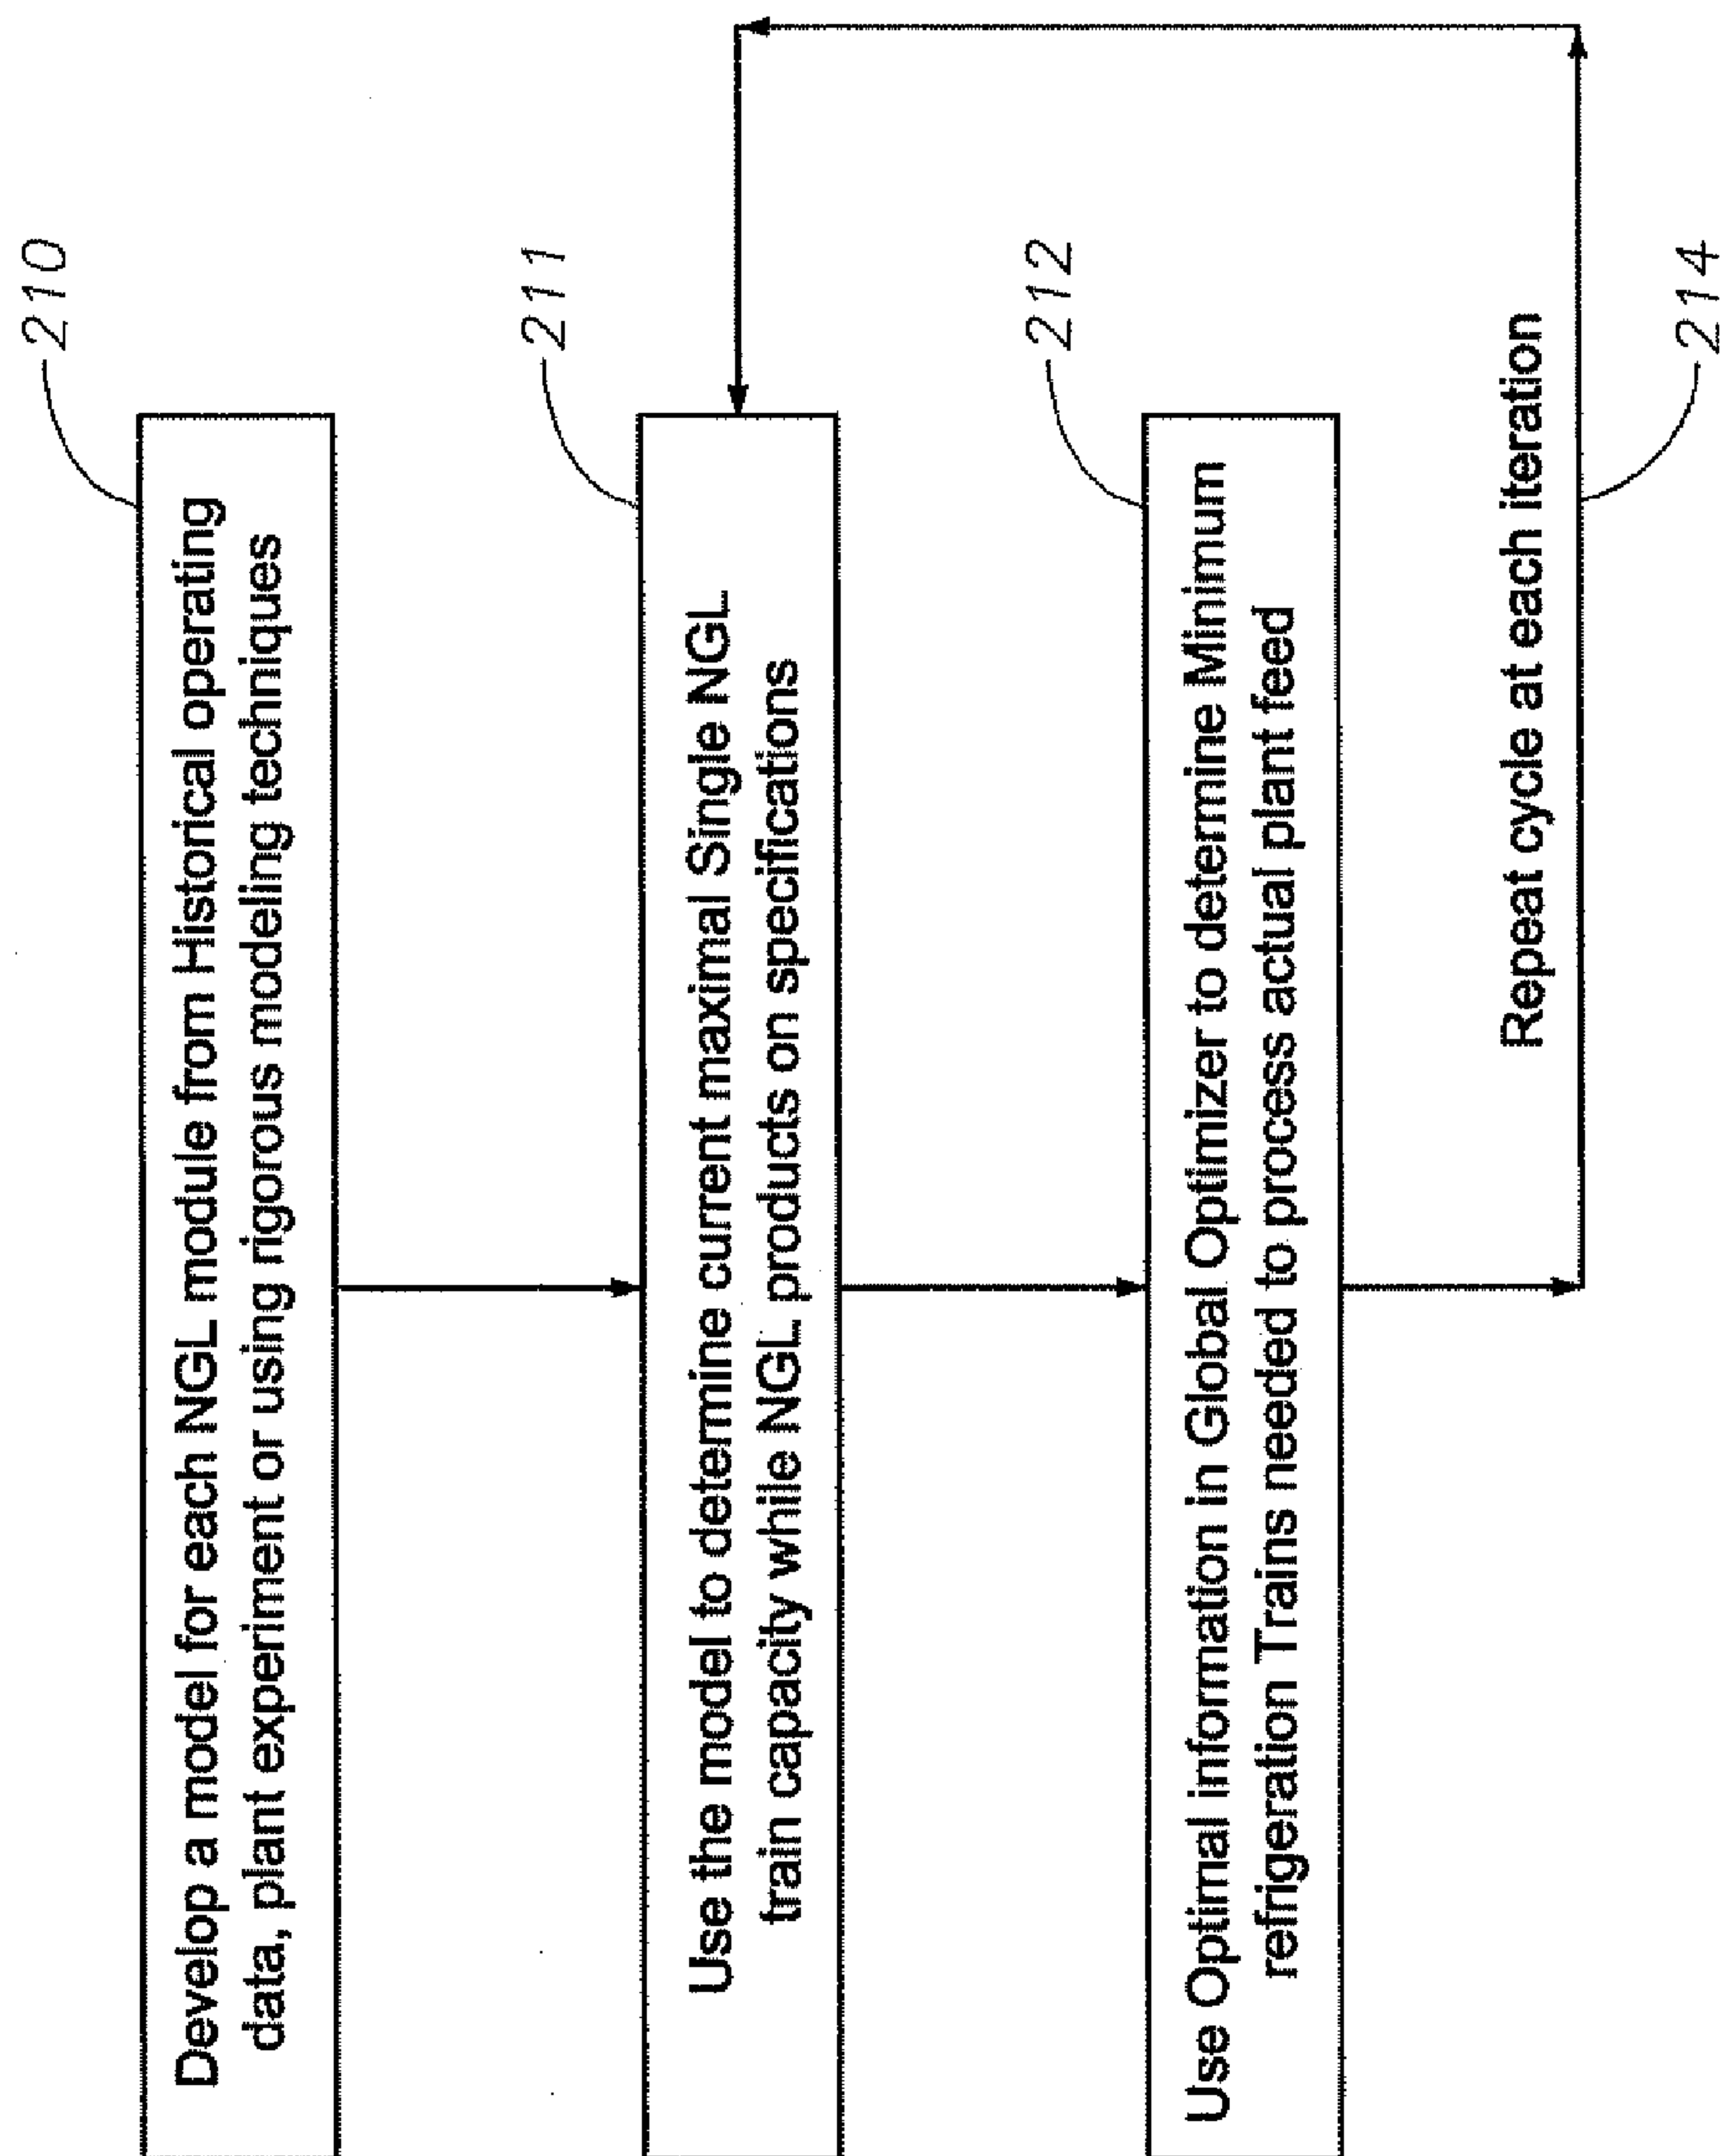 210
Develop a model for each NGL module from Historical operating
data, plant experiment or using rigorous modeling techniques
211
Use the model to determine current maximal Single NGL
train capacity while NGL products on specifications
212
Use Optimal information in Global Optimizer to determine Minimum
refrigeration Trains needed to process actual plant feed
Repeat cycle at each iteration
214